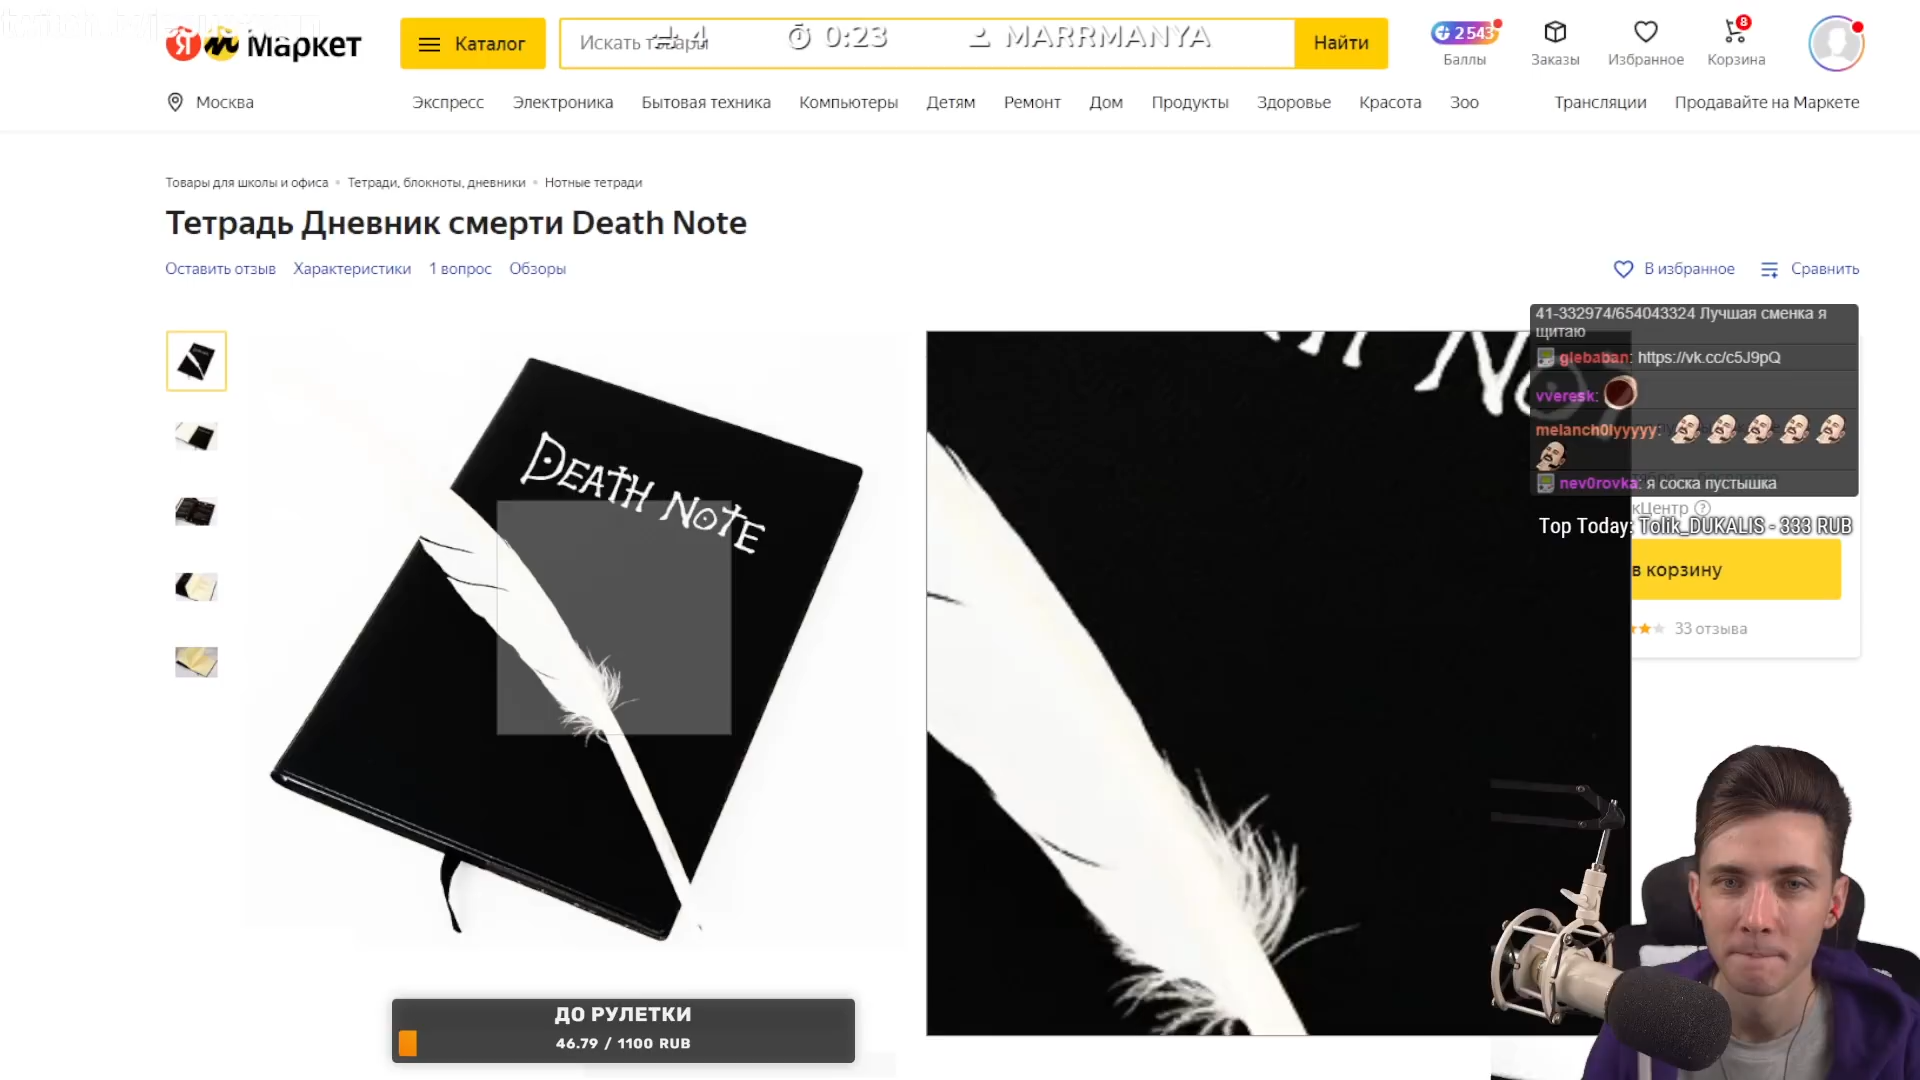 Я м Маркет
Каталог
Искать товары
4
0:23
MARRMANYA
Найти
2543
Баллы
Заказы
Избранное
8
Корзина
Москва
Экспресс
Электроника
Бытовая техника
Компьютеры
Детям
Ремонт
Дом
Продукты
Здоровье
Красота
Зоо
Трансляции
Продавайте на Маркете
Товары для школы и офиса • Тетради, блокноты, дневники • Нотные тетради
Тетрадь Дневник смерти Death Note
Оставить отзыв
Характеристики
1 вопрос
Обзоры
В избранное
Сравнить
DEATH NOTE
41-332974/654043324 Лучшая сменка я
щитаю
glebaban: https://vk.cc/c5J9pQ
vveresk:
melanch0lyyyyy:
nev0rovka: я соска пустышка
кЦентр
Top Today: Tolik_DUKALIS - 333 RUB
в корзину
33 отзыва
ДО РУЛЕТКИ
46.79 / 1100 RUB